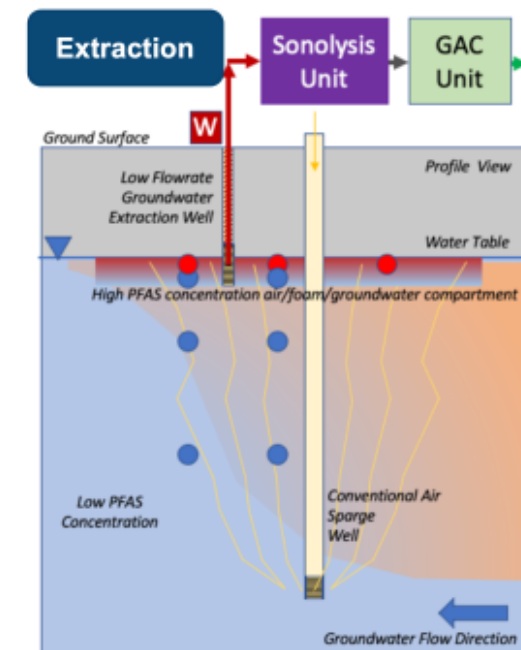 Extraction
Sonolysis
Unit
GAC
Unit
W
Ground Surface
Low Flowrate
Groundwater
Extraction Well
Profile View
Water Table
High PFAS concentration air/foam/groundwater compartment
Low PFAS
Concentration
Conventional Air
Sparge
Well
Groundwater Flow Direction